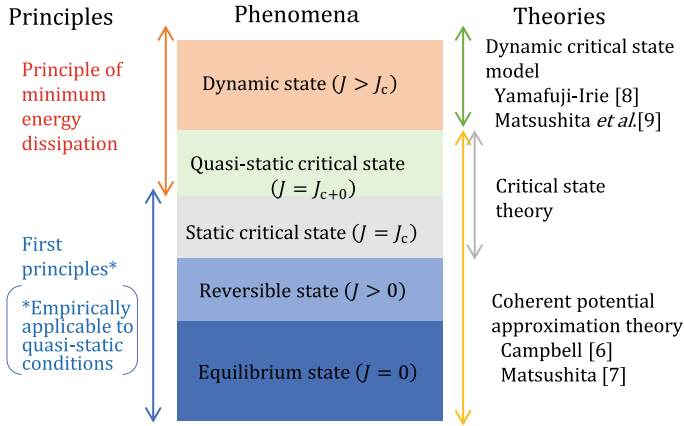 Principles
Phenomena
Theories
Principle of
minimum
energy
dissipation
First
principles*
*Empirically
applicable to
quasi-static
conditions
Dynamic state (J > Jc)
Quasi-static critical state
(J = Jc+0)
Static critical state (J = Jc)
Reversible state (J > 0)
Equilibrium state (J = 0)
Dynamic critical state
model
Yamafuji-Irie [8]
Matsushita et al.[9]
Critical state
theory
Coherent potential
approximation theory
Campbell [6]
Matsushita [7]